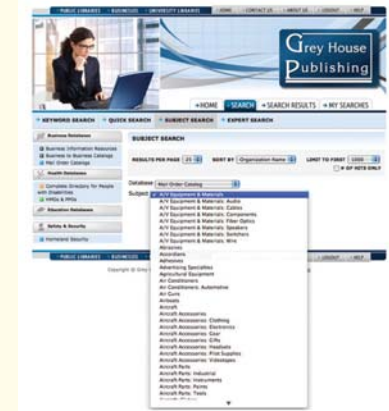 PUBLIC LIBRARIES BUSINESSES UNIVERSITY LIBRARIES HOME CONTACT US ABOUT US LOGOUT HELP
Grey House
Publishing
HOME SEARCH SEARCH RESULTS MY SEARCHES
KEYWORD SEARCH QUICK SEARCH SUBJECT SEARCH EXPERT SEARCH
Business Databases
SUBJECT SEARCH
Business Information Resources
Business to Business Catalogs
Mail Order Catalogs
RESULTS PER PAGE 25 SORT BY Organization Name LIMIT TO FIRST 1000
# OF HITS ONLY
Health Databases
Complete Directory for People
with Disabilities
HMOs & PPOs
Database Mail Order Catalog
Subject A/V Equipment & Materials
Education Databases
Safety & Security
Homeland Security
A/V Equipment & Materials: Audio
A/V Equipment & Materials: Cables
A/V Equipment & Materials: Components
A/V Equipment & Materials: Fiber Optics
A/V Equipment & Materials: Speakers
A/V Equipment & Materials: Switchers
A/V Equipment & Materials: Wire
Abrasives
Accordians
Adhesives
Advertising Specialties
Agricultural Equipment
Air Conditioners
Air Conditioners: Automotive
Air Guns
Airboats
Aircraft
Aircraft Accessories: Clothing
Aircraft Accessories: Electronics
Aircraft Accessories: Gear
Aircraft Accessories: Gifts
Aircraft Accessories: Headsets
Aircraft Accessories: Pilot Supplies
Aircraft Accessories: Videotapes
Aircraft Parts
Aircraft Parts: Industrial
Aircraft Parts: Instruments
Aircraft Parts: Paints
Aircraft Parts: Tools
PUBLIC LIBRARIES LOGOUT HELP
Copyright © Grey